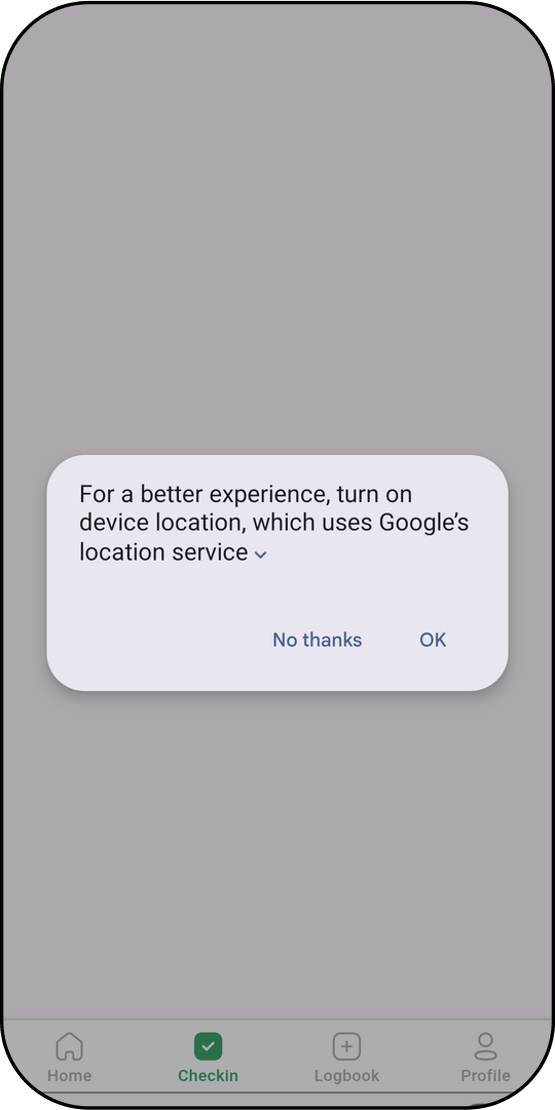 For a better experience, turn on
device location, which uses Google’s
location service
No thanks OK
Home Checkin Logbook Profile